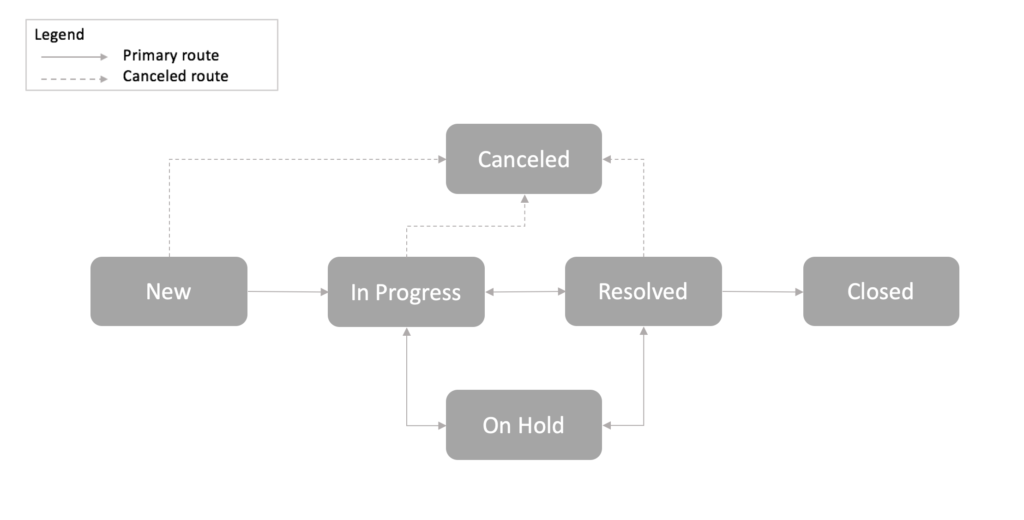 Legend
Primary route
Canceled route
Canceled
New
In Progress
Resolved
Closed
On Hold